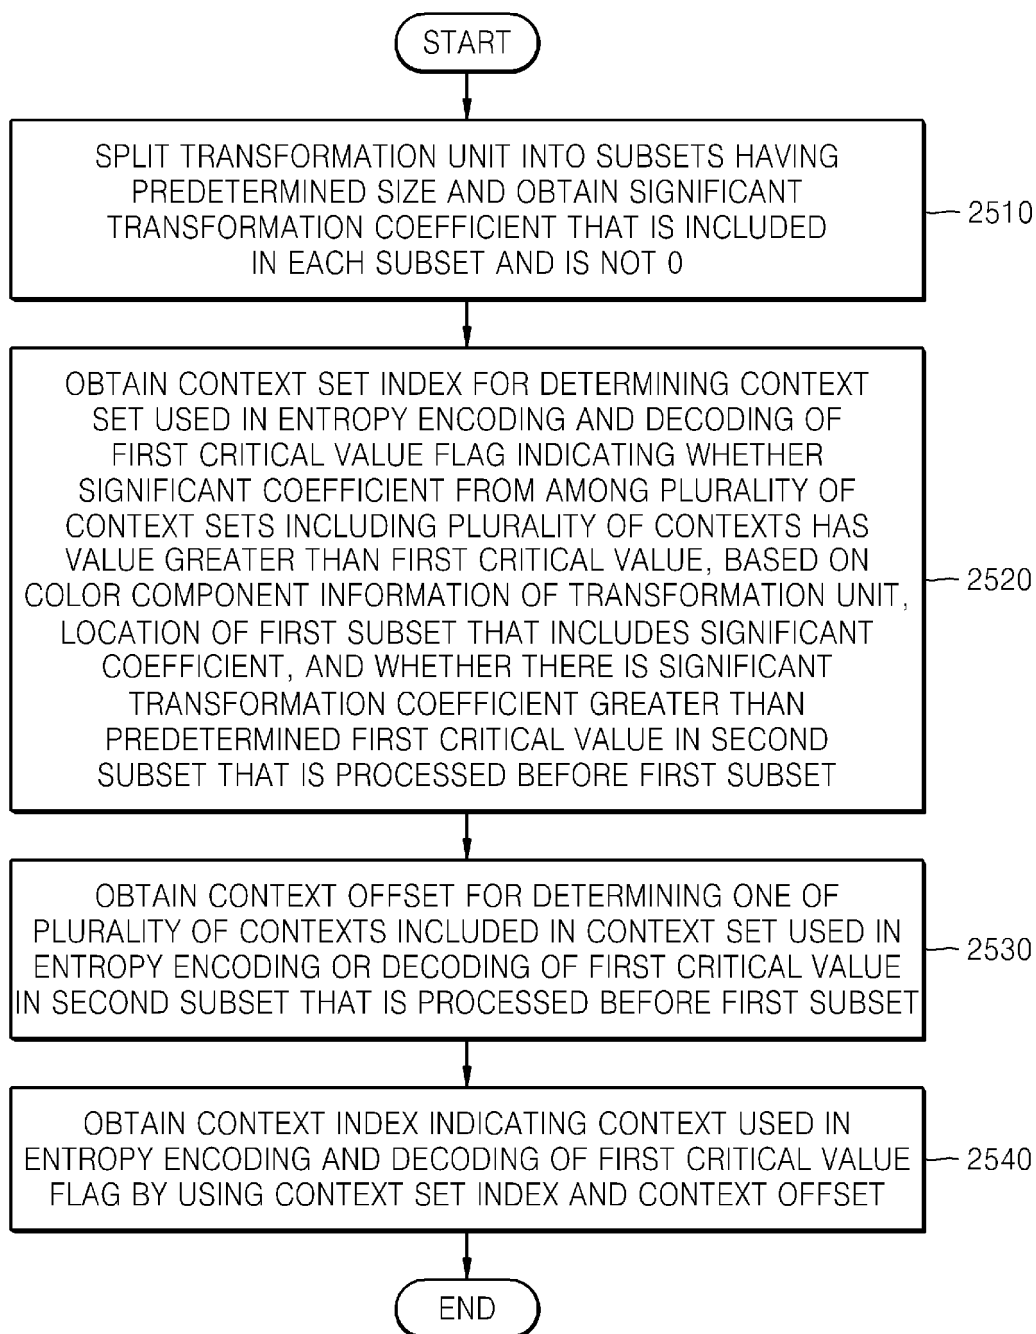 START
SPLIT TRANSFORMATION UNIT INTO SUBSETS HAVING
PREDETERMINED SIZE AND OBTAIN SIGNIFICANT
TRANSFORMATION COEFFICIENT THAT IS INCLUDED
IN EACH SUBSET AND IS NOT 0
2510
OBTAIN CONTEXT SET INDEX FOR DETERMINING CONTEXT
SET USED IN ENTROPY ENCODING AND DECODING OF
FIRST CRITICAL VALUE FLAG INDICATING WHETHER
SIGNIFICANT COEFFICIENT FROM AMONG PLURALITY OF
CONTEXT SETS INCLUDING PLURALITY OF CONTEXTS HAS
VALUE GREATER THAN FIRST CRITICAL VALUE, BASED ON
COLOR COMPONENT INFORMATION OF TRANSFORMATION UNIT,
LOCATION OF FIRST SUBSET THAT INCLUDES SIGNIFICANT
COEFFICIENT, AND WHETHER THERE IS SIGNIFICANT
TRANSFORMATION COEFFICIENT GREATER THAN
PREDETERMINED FIRST CRITICAL VALUE IN SECOND
SUBSET THAT IS PROCESSED BEFORE FIRST SUBSET
2520
OBTAIN CONTEXT OFFSET FOR DETERMINING ONE OF
PLURALITY OF CONTEXTS INCLUDED IN CONTEXT SET USED IN
ENTROPY ENCODING OR DECODING OF FIRST CRITICAL VALUE
IN SECOND SUBSET THAT IS PROCESSED BEFORE FIRST SUBSET
2530
OBTAIN CONTEXT INDEX INDICATING CONTEXT USED IN
ENTROPY ENCODING AND DECODING OF FIRST CRITICAL VALUE
FLAG BY USING CONTEXT SET INDEX AND CONTEXT OFFSET
2540
END